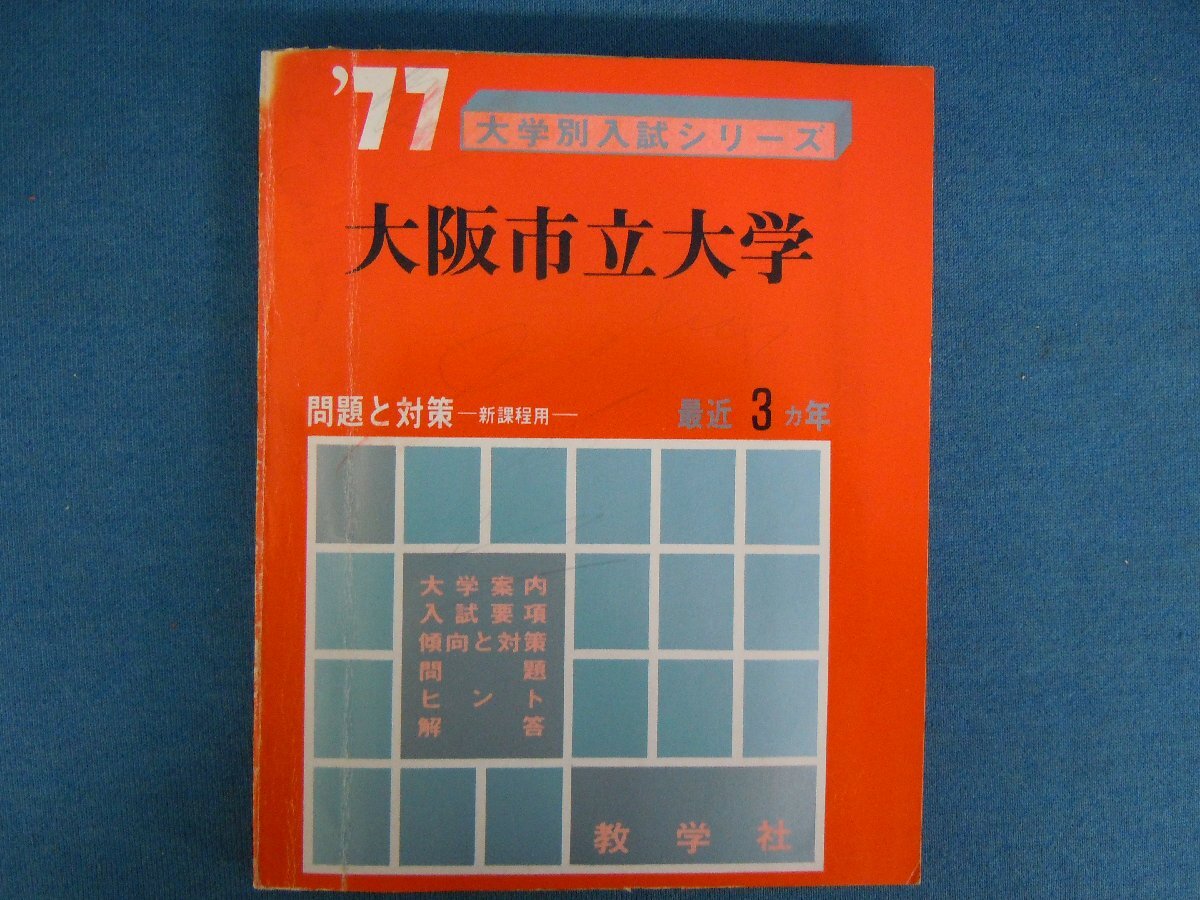 '77
大学別入試シリーズ
大阪市立大学
問題と対策—新課程用—
最近3カ年
大学案内
入試要項
傾向と対策
問題
ヒント
解答
教学社